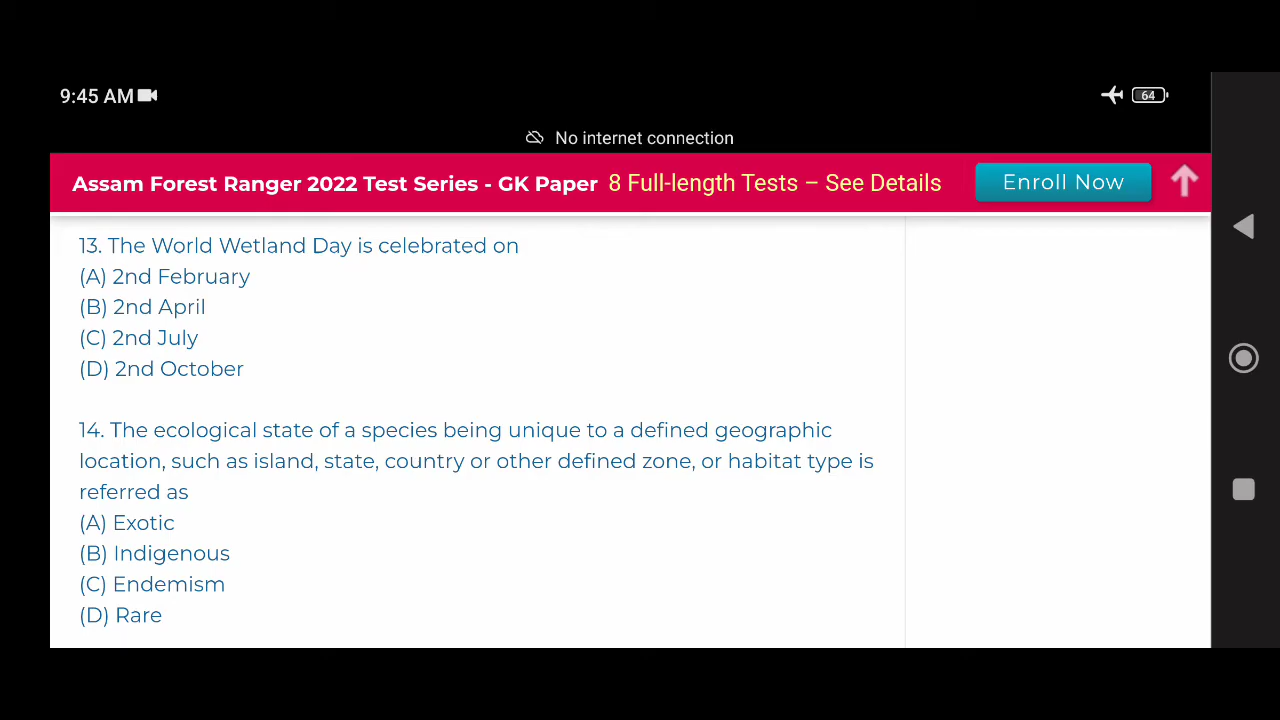 9:45 AM
64
No internet connection
Assam Forest Ranger 2022 Test Series - GK Paper 8 Full-length Tests – See Details Enroll Now
13. The World Wetland Day is celebrated on
(A) 2nd February
(B) 2nd April
(C) 2nd July
(D) 2nd October
14. The ecological state of a species being unique to a defined geographic
location, such as island, state, country or other defined zone, or habitat type is
referred as
(A) Exotic
(B) Indigenous
(C) Endemism
(D) Rare